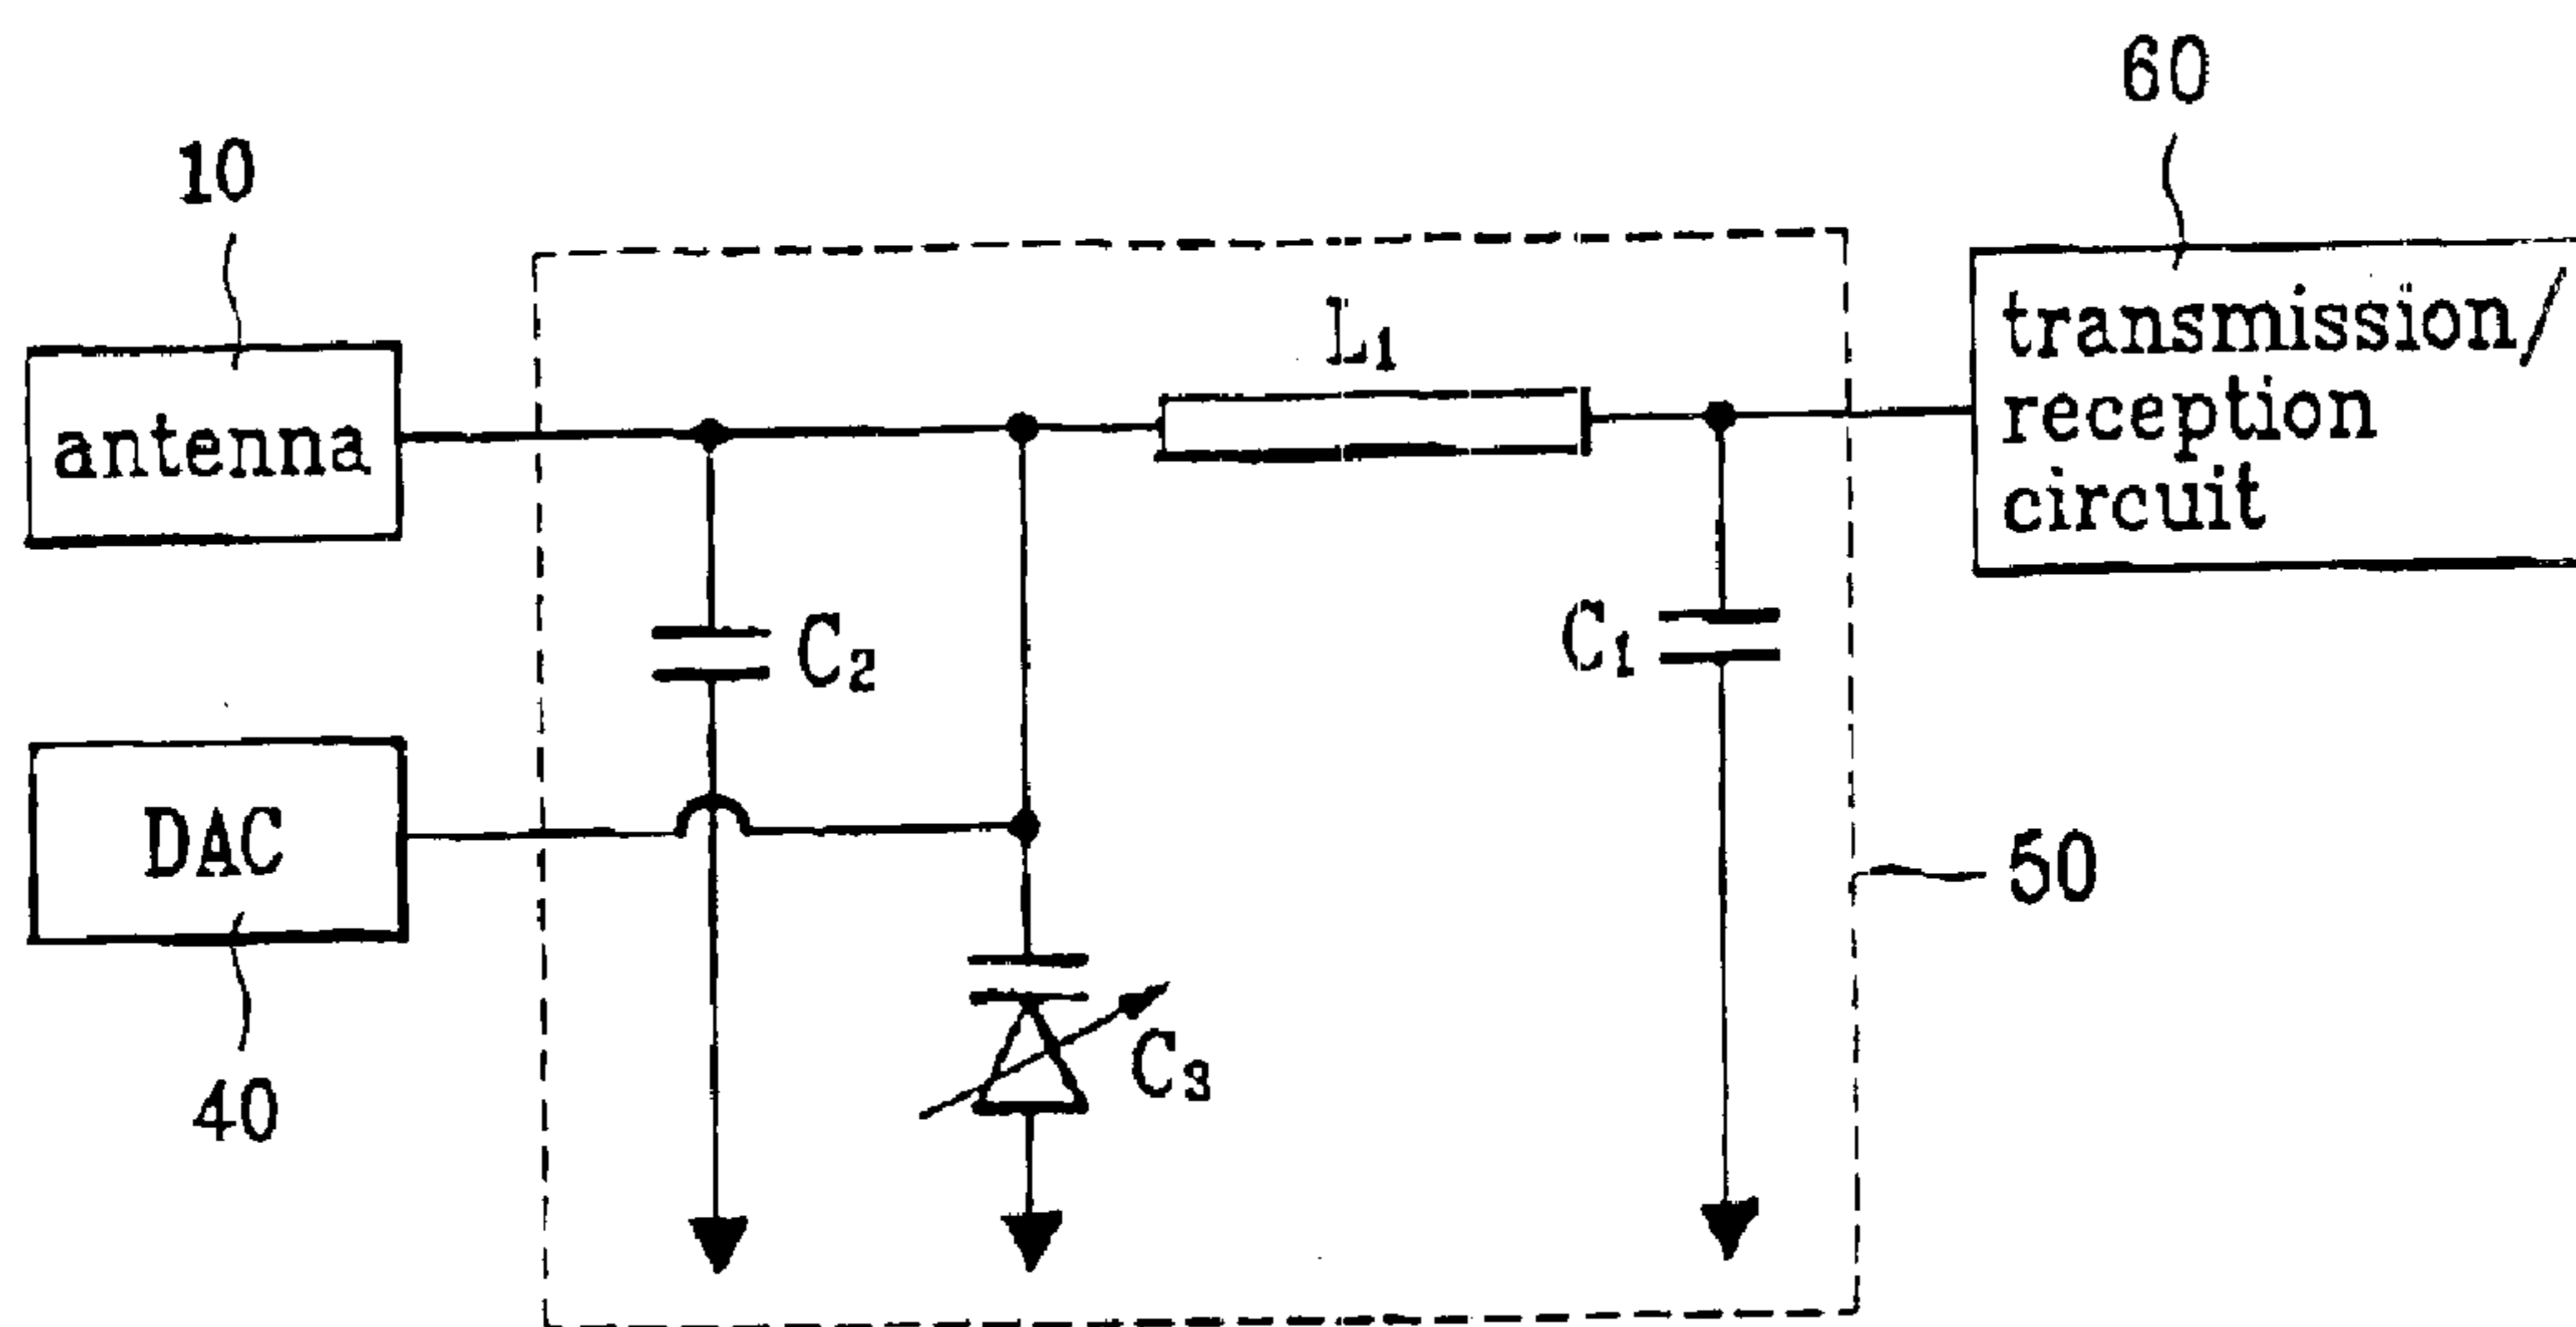 60
10
transmission/
reception
circuit
L₁
antenna
C₂
C₁
DAC
50
C₃
40